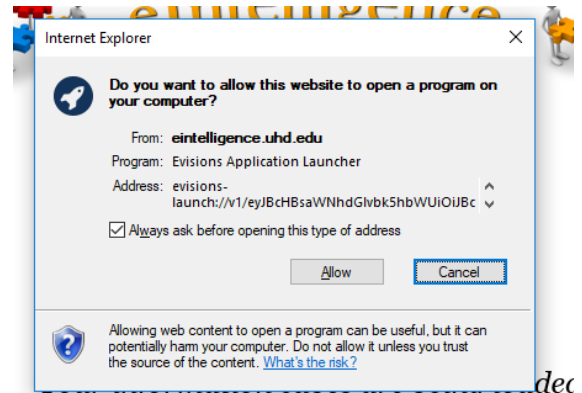 eintelligence
Internet Explorer
Do you want to allow this website to open a program on
your computer?
From: eintelligence.uhd.edu
Program: Evisions Application Launcher
Address: evisions-
launch://v1/eyJBcHBsaWNhdGlvbk5hbWUiOiJBc
Always ask before opening this type of address
Allow Cancel
Allowing web content to open a program can be useful, but it can
potentially harm your computer. Do not allow it unless you trust
the source of the content. What's the risk?